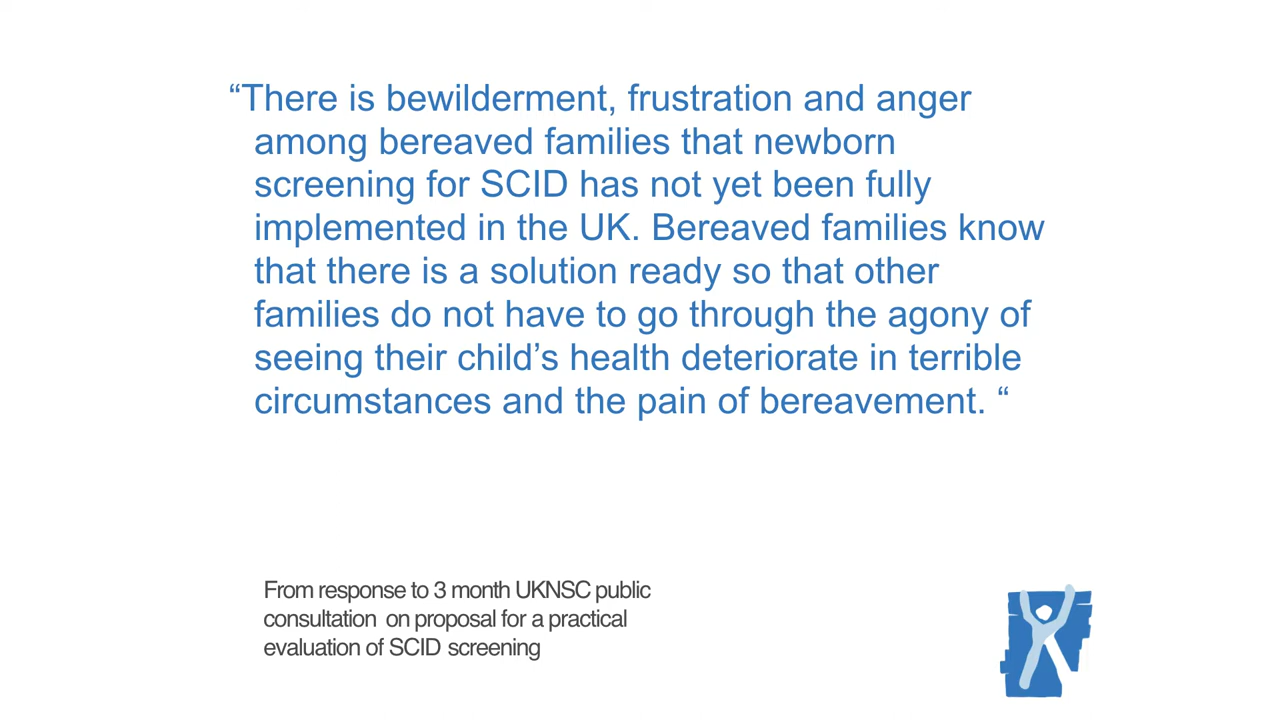 “There is bewilderment, frustration and anger
among bereaved families that newborn
screening for SCID has not yet been fully
implemented in the UK. Bereaved families know
that there is a solution ready so that other
families do not have to go through the agony of
seeing their child’s health deteriorate in terrible
circumstances and the pain of bereavement. “
From response to 3 month UKNSC public
consultation on proposal for a practical
evaluation of SCID screening